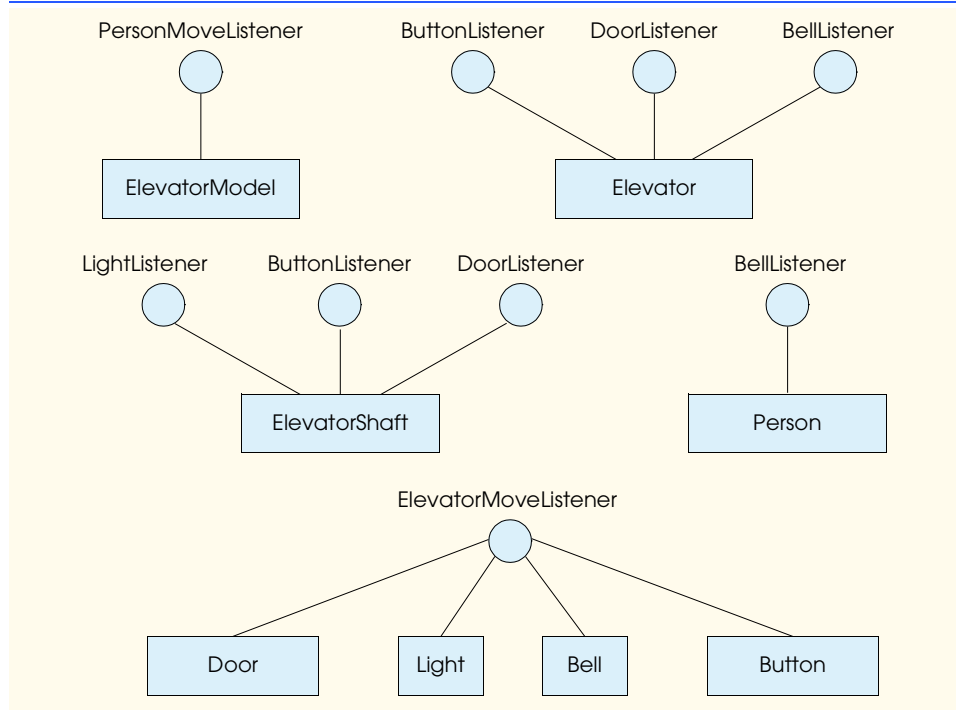 PersonMoveListener
ButtonListener
DoorListener
BellListener
ElevatorModel
Elevator
LightListener
ButtonListener
DoorListener
BellListener
ElevatorShaft
Person
ElevatorMoveListener
Door
Light
Bell
Button